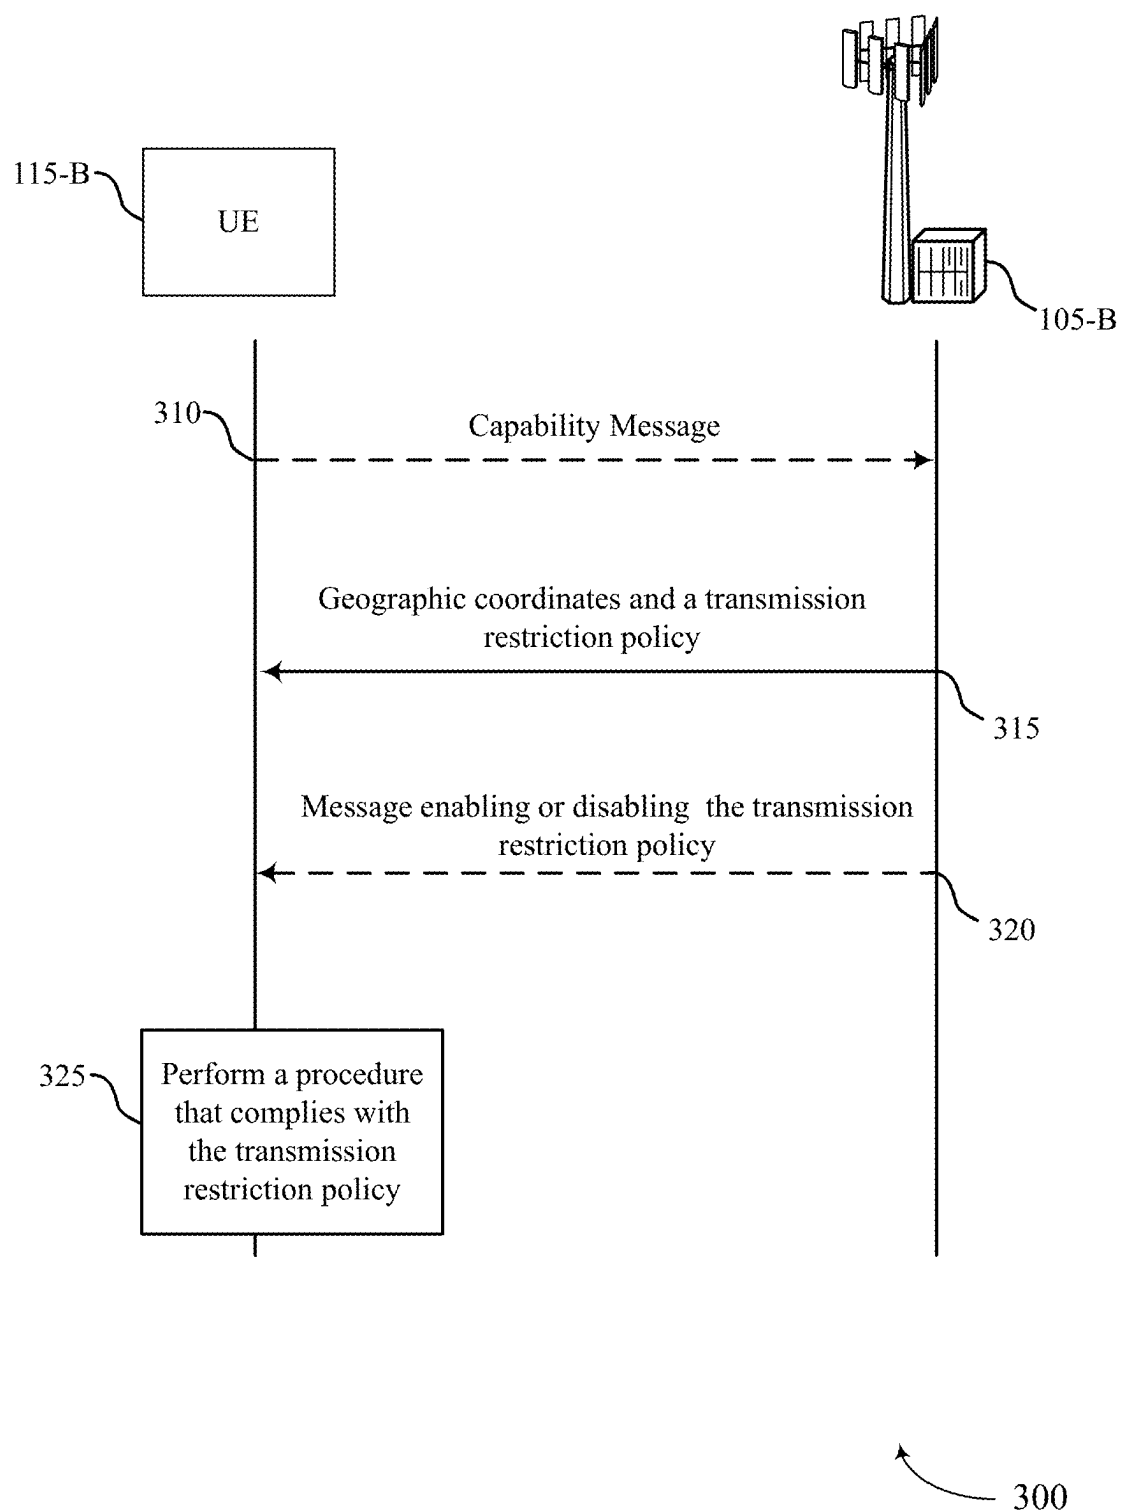 115-B
UE
105-B
310
Capability Message
Geographic coordinates and a transmission
restriction policy
315
Message enabling or disabling the transmission
restriction policy
320
325
Perform a procedure
that complies with
the transmission
restriction policy
300